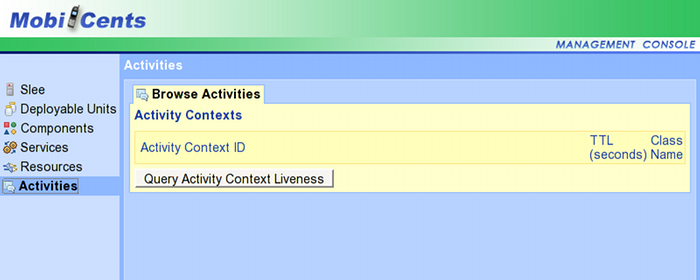 Mobi Cents
MANAGEMENT CONSOLE
Activities
Slee
Deployable Units
Components
Services
Resources
Activities
Browse Activities
Activity Contexts
Activity Context ID
TTL
(seconds)
Class
Name
Query Activity Context Liveness